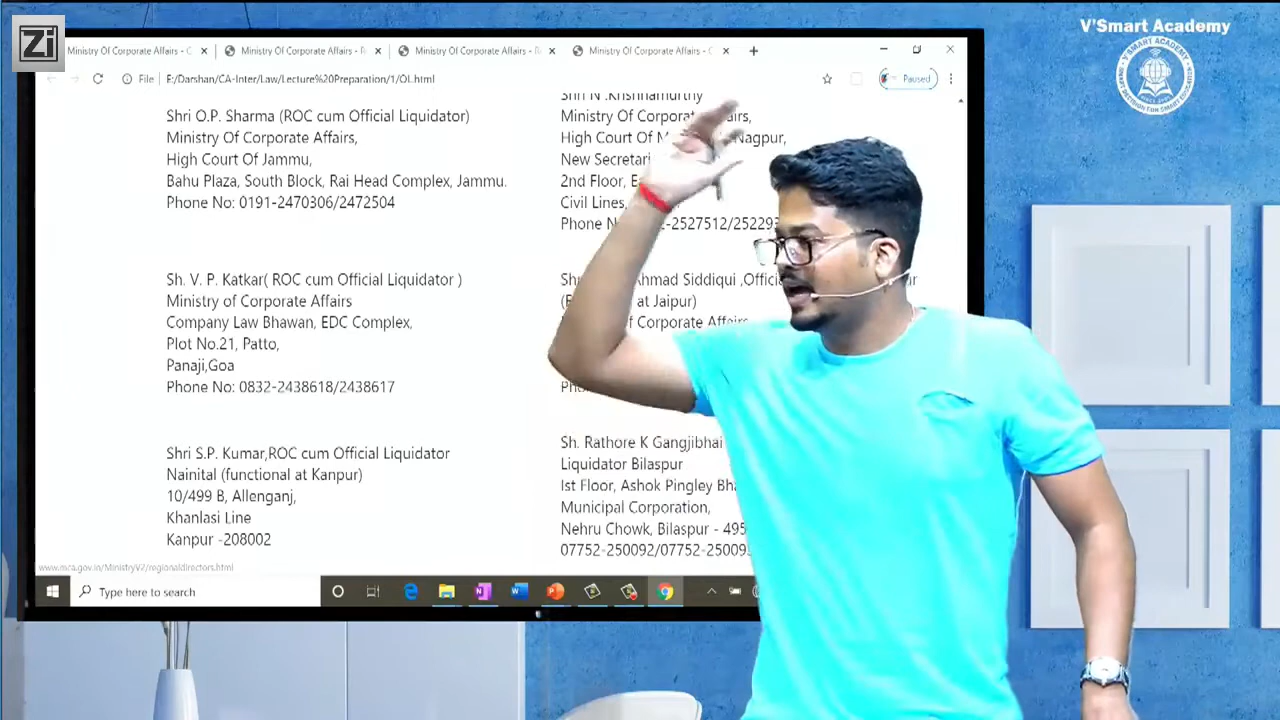 Zi
V'Smart Academy
Ministry Of Corporate Affairs - C
Ministry Of Corporate Affairs - R
Ministry Of Corporate Affairs - R
Ministry Of Corporate Affairs - C
File
E:/Darshan/CA-Inter/Law/Lecture%20Preparation/1/OL.html
Paused
Shri O.P. Sharma (ROC cum Official Liquidator)
Ministry Of Corporate Affairs,
High Court Of Jammu,
Bahu Plaza, South Block, Rai Head Complex, Jammu.
Phone No: 0191-2470306/2472504
Sh. V. P. Katkar( ROC cum Official Liquidator )
Ministry of Corporate Affairs
Company Law Bhawan, EDC Complex,
Plot No.21, Patto,
Panaji,Goa
Phone No: 0832-2438618/2438617
Shri S.P. Kumar,ROC cum Official Liquidator
Nainital (functional at Kanpur)
10/499 B, Allenganj,
Khanlasi Line
Kanpur -208002
Shri N .Krishnamurthy
Ministry Of Corporate
High Court Of Nagpur,
New
2nd Floor,
Civil Lines,
2527512/25229
Ahmad Siddiqui
at Jaipur)
Corporate Affairs
Sh. Rathore K Gangjibhai
Liquidator Bilaspur
Ist Floor, Ashok Pingley
Municipal Corporation,
Nehru Chowk, Bilaspur - 495
07752-250092/07752-25009
www.mca.gov.in/MinistryV2/regionaldirectors.html
Type here to search